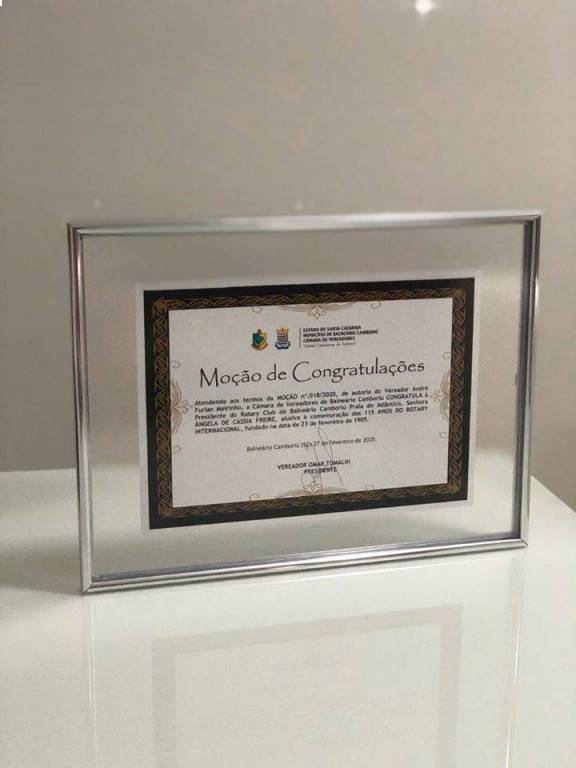 ESTADO DE SANTA CATARINA
MUNICÍPIO DE BALNEÁRIO CAMBORIÚ
CÂMARA DE VEREADORES
Moção de Congratulações
Atendendo aos termos da MOÇÃO nº.018/2020, de autoria do Vereador André
Furlan Meirinho, a Câmara de Vereadores de Balneário Camboriú CONGRATULA à
Presidente do Rotary Club de Balneário Camboriú Praia do Atlântico, Senhora
ÂNGELA DE CÁSSIA FREIRE, alusiva à comemoração dos 115 ANOS DO ROTARY
INTERNACIONAL, fundado na data de 23 de fevereiro de 1905.
Balneário Camboriú (SC), 27 de fevereiro de 2020.
VEREADOR OMAR TOMALIH
PRESIDENTE